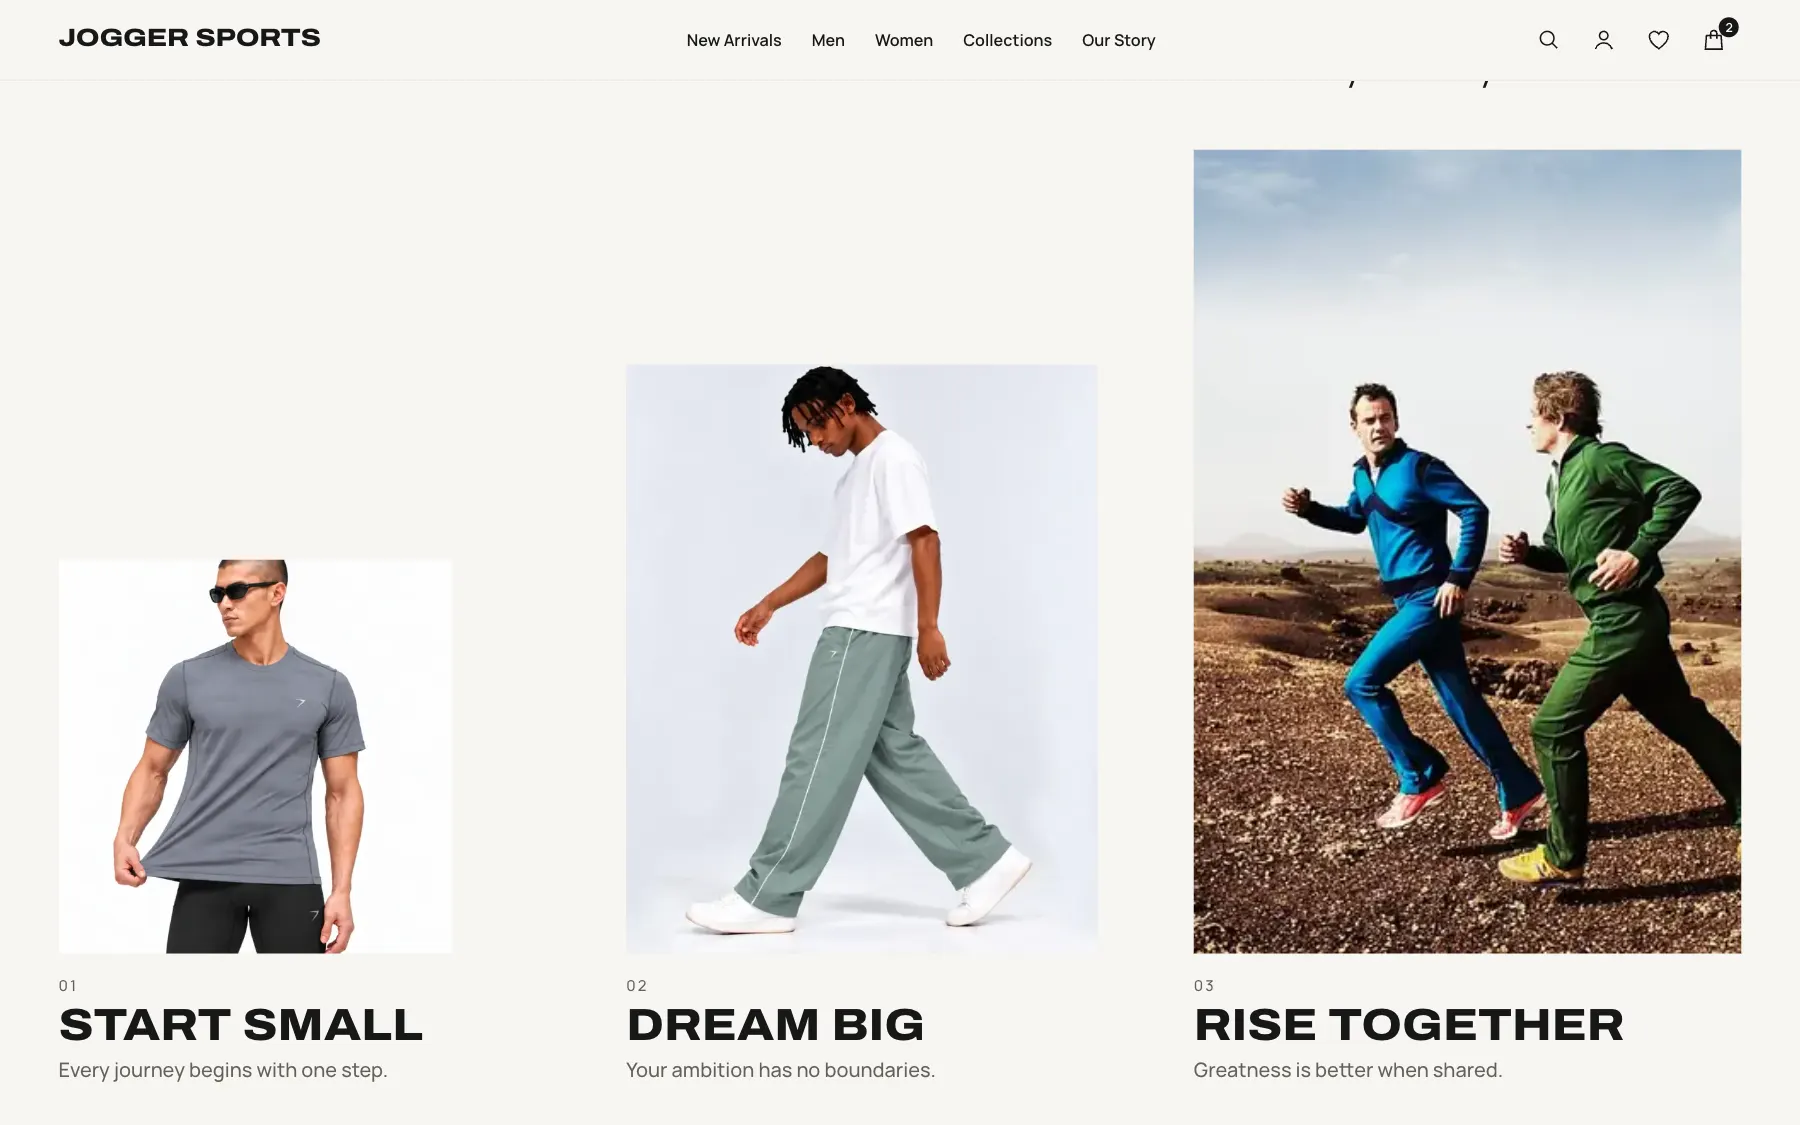 JOGGER SPORTS
New Arrivals
Men
Women
Collections
Our Story
2
01
START SMALL
Every journey begins with one step.
02
DREAM BIG
Your ambition has no boundaries.
03
RISE TOGETHER
Greatness is better when shared.